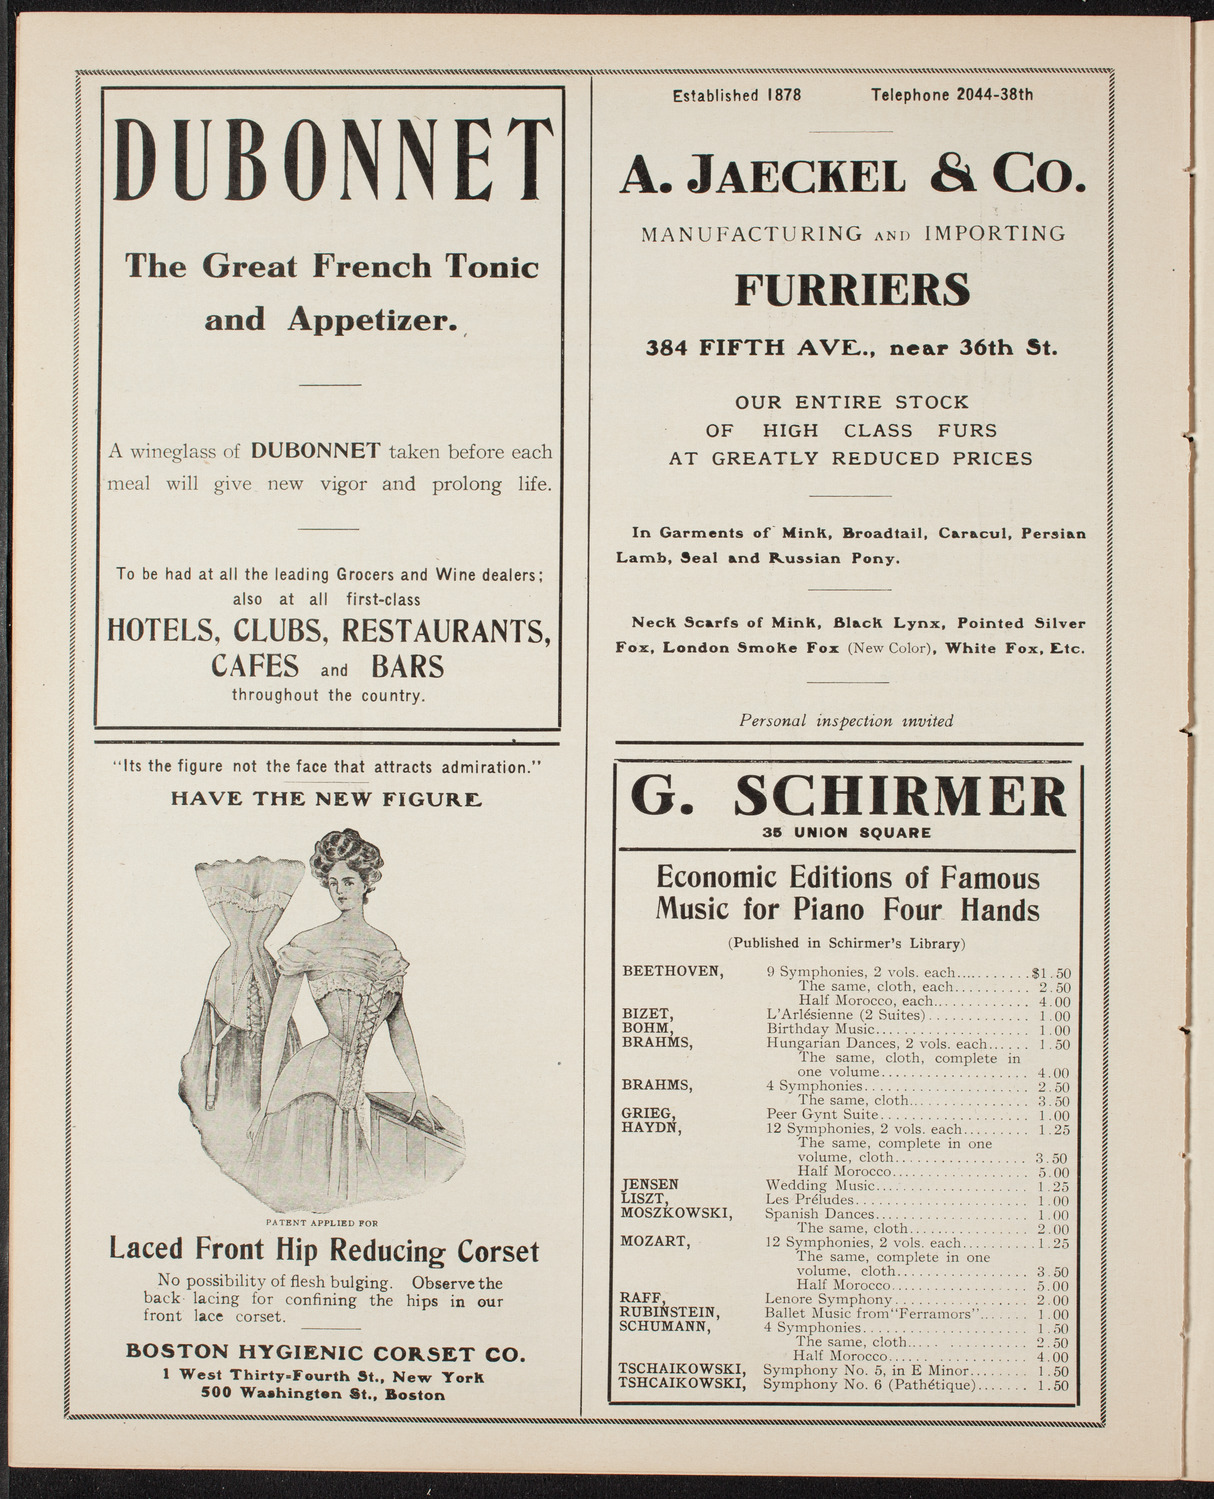 DUBONNET
The Great French Tonic
and Appetizer.
A wineglass of DUBONNET taken before each
meal will give new vigor and prolong life.
To be had at all the leading Grocers and Wine dealers;
also at all first-class
HOTELS, CLUBS, RESTAURANTS,
CAFES and BARS
throughout the country.
"Its the figure not the face that attracts admiration."
HAVE THE NEW FIGURE
PATENT APPLIED FOR
Laced Front Hip Reducing Corset
No possibility of flesh bulging. Observe the
back lacing for confining the hips in our
front lace corset.
BOSTON HYGIENIC CORSET CO.
1 West Thirty-Fourth St., New York
500 Washington St., Boston
Established 1878 Telephone 2044-38th
A. JAECKEL & CO.
MANUFACTURING AND IMPORTING
FURRIERS
384 FIFTH AVE., near 36th St.
OUR ENTIRE STOCK
OF HIGH CLASS FURS
AT GREATLY REDUCED PRICES
In Garments of Mink, Broadtail, Caracul, Persian
Lamb, Seal and Russian Pony.
Neck Scarfs of Mink, Black Lynx, Pointed Silver
Fox, London Smoke Fox (New Color), White Fox, Etc.
Personal inspection invited
G. SCHIRMER
35 UNION SQUARE
Economic Editions of Famous
Music for Piano Four Hands
(Published in Schirmer's Library)
BEETHOVEN, 9 Symphonies, 2 vols. each...........$1.50
The same, cloth, each.......... 2.50
Half Morocco, each............. 4.00
BIZET, L'Arlésienne (2 Suites)............. 1.00
BOHM, Birthday Music.................... 1.00
BRAHMS, Hungarian Dances, 2 vols. each...... 1.50
The same, cloth, complete in
one volume................... 4.00
BRAHMS, 4 Symphonies...................... 2.50
The same, cloth................ 3.50
GRIEG, Peer Gynt Suite.................... 1.00
HAYDN, 12 Symphonies, 2 vols. each......... 1.25
The same, complete in one
volume, cloth................. 3.50
Half Morocco.................. 5.00
JENSEN Wedding Music.................... 1.25
LISZT, Les Préludes....................... 1.00
MOSZKOWSKI, Spanish Dances.................... 1.00
The same, cloth................ 2.00
MOZART, 12 Symphonies, 2 vols. each..........1.25
The same, complete in one
volume, cloth................. 3.50
Half Morocco.................. 5.00
RAFF, Lenore Symphony.................. 2.00
RUBINSTEIN, Ballet Music from "Ferramors"....... 1.00
SCHUMANN, 4 Symphonies...................... 1.50
The same, cloth................ 2.50
Half Morocco.................. 4.00
TSCHAIKOWSKI, Symphony No. 5, in E Minor........ 1.50
TSHCAIKOWSKI, Symphony No. 6 (Pathétique)....... 1.50